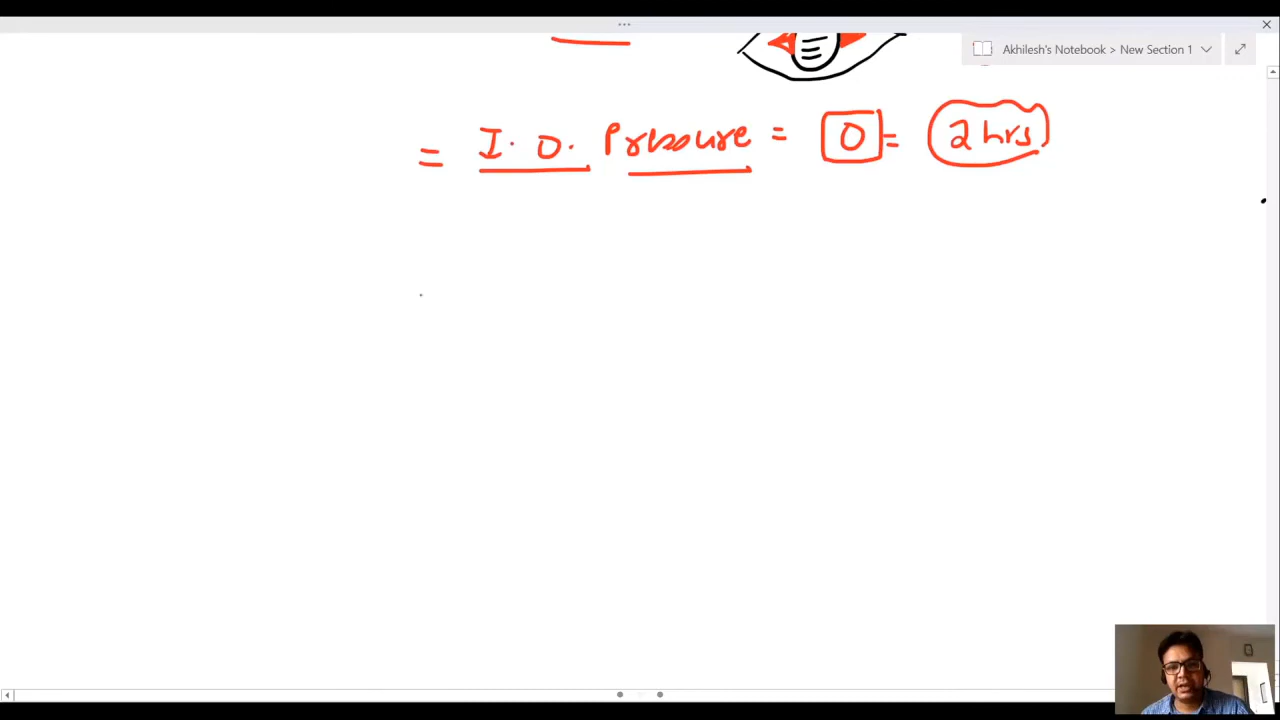 Akhilesh's Notebook > New Section 1
= I. O. Pressure = 0 = 2 hrs